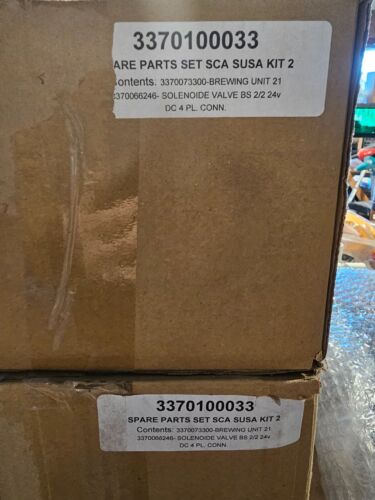 3370100033
ARE PARTS SET SCA SUSA KIT 2
Contents: 3370073300-BREWING UNIT 21
3370066246- SOLENOIDE VALVE BS 2/2 24v
DC 4 PL. CONN.
3370100033
SPARE PARTS SET SCA SUSA KIT 2
Contents: 3370073300-BREWING UNIT 21
3370066246- SOLENOIDE VALVE BS 2/2 24v
DC 4 PL. CONN.